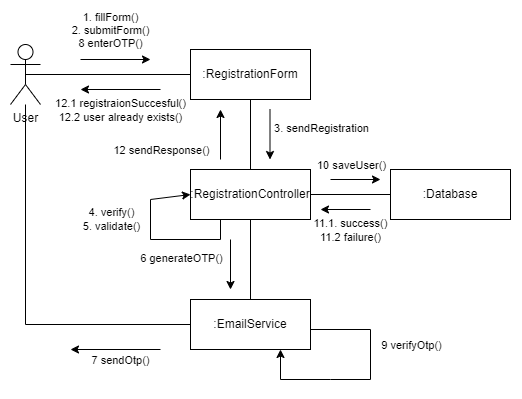 1. fillForm()
2. submitForm()
8 enterOTP()
:RegistrationForm
User
12.1 registraionSuccesful()
12.2 user already exists()
3. sendRegistration
12 sendResponse()
10 saveUser()
:RegistrationController
:Database
4. verify()
5. validate()
11.1. success()
11.2 failure()
6 generateOTP()
:EmailService
9 verifyOtp()
7 sendOtp()